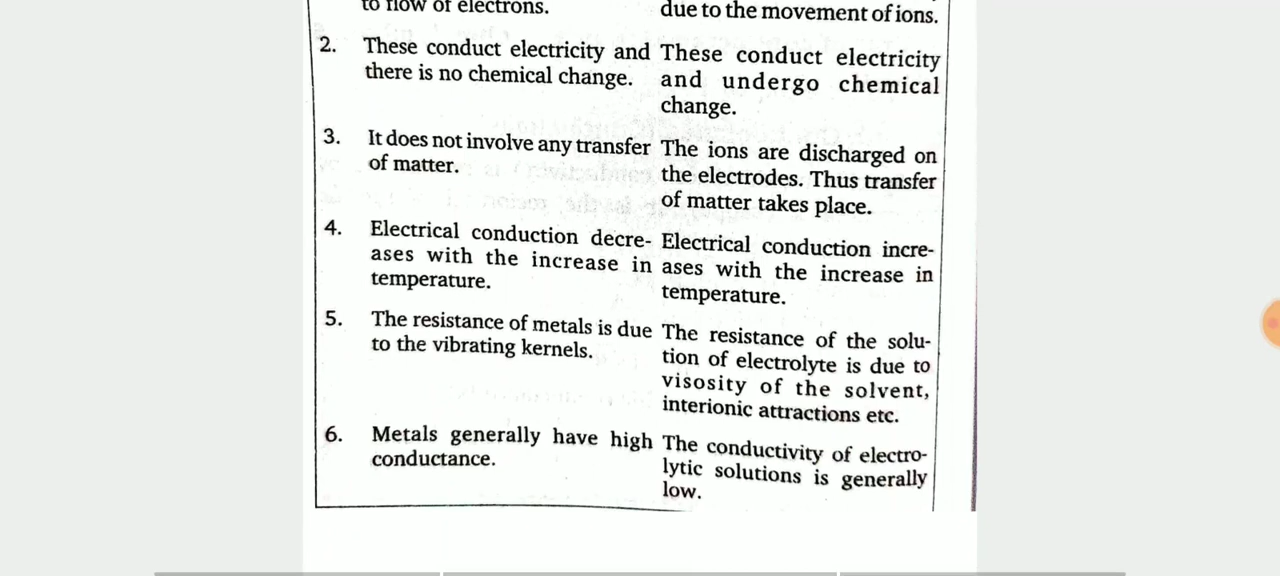 to flow of electrons.
due to the movement of ions.
2. These conduct electricity and
there is no chemical change.
These conduct electricity
and undergo chemical
change.
3. It does not involve any transfer
of matter.
The ions are discharged on
the electrodes. Thus transfer
of matter takes place.
4. Electrical conduction decre-
ases with the increase in
temperature.
Electrical conduction incre-
ases with the increase in
temperature.
5. The resistance of metals is due
to the vibrating kernels.
The resistance of the solu-
tion of electrolyte is due to
visosity of the solvent,
interionic attractions etc.
6. Metals generally have high
conductance.
The conductivity of electro-
lytic solutions is generally
low.